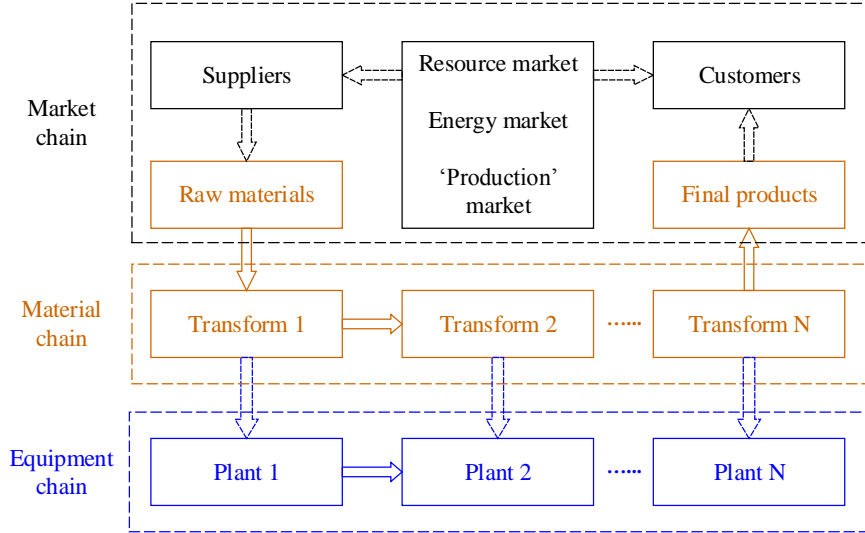 Market
chain
Suppliers
Resource market
Energy market
‘Production’
market
Customers
Raw materials
Final products
Material
chain
Transform 1
Transform 2
......
Transform N
Equipment
chain
Plant 1
Plant 2
......
Plant N